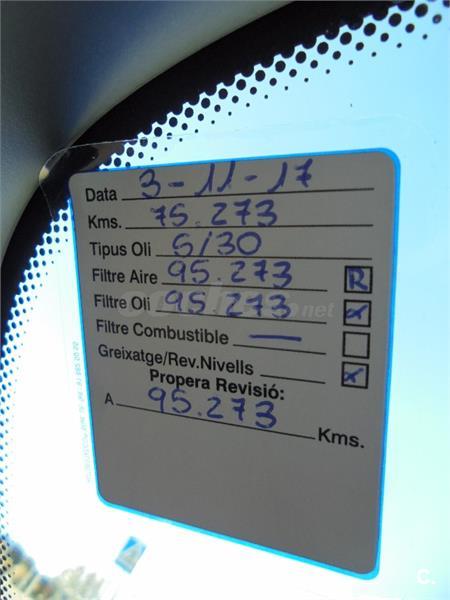 Data 3-11-17
Kms. 75.273
Tipus Oli 5/30
Filtre Aire 95.273 R
Filtre Oli 95.273 x
Filtre Combustible —
Greixatge/Rev.Nivells x
Propera Revisió:
A 95.273 Kms.